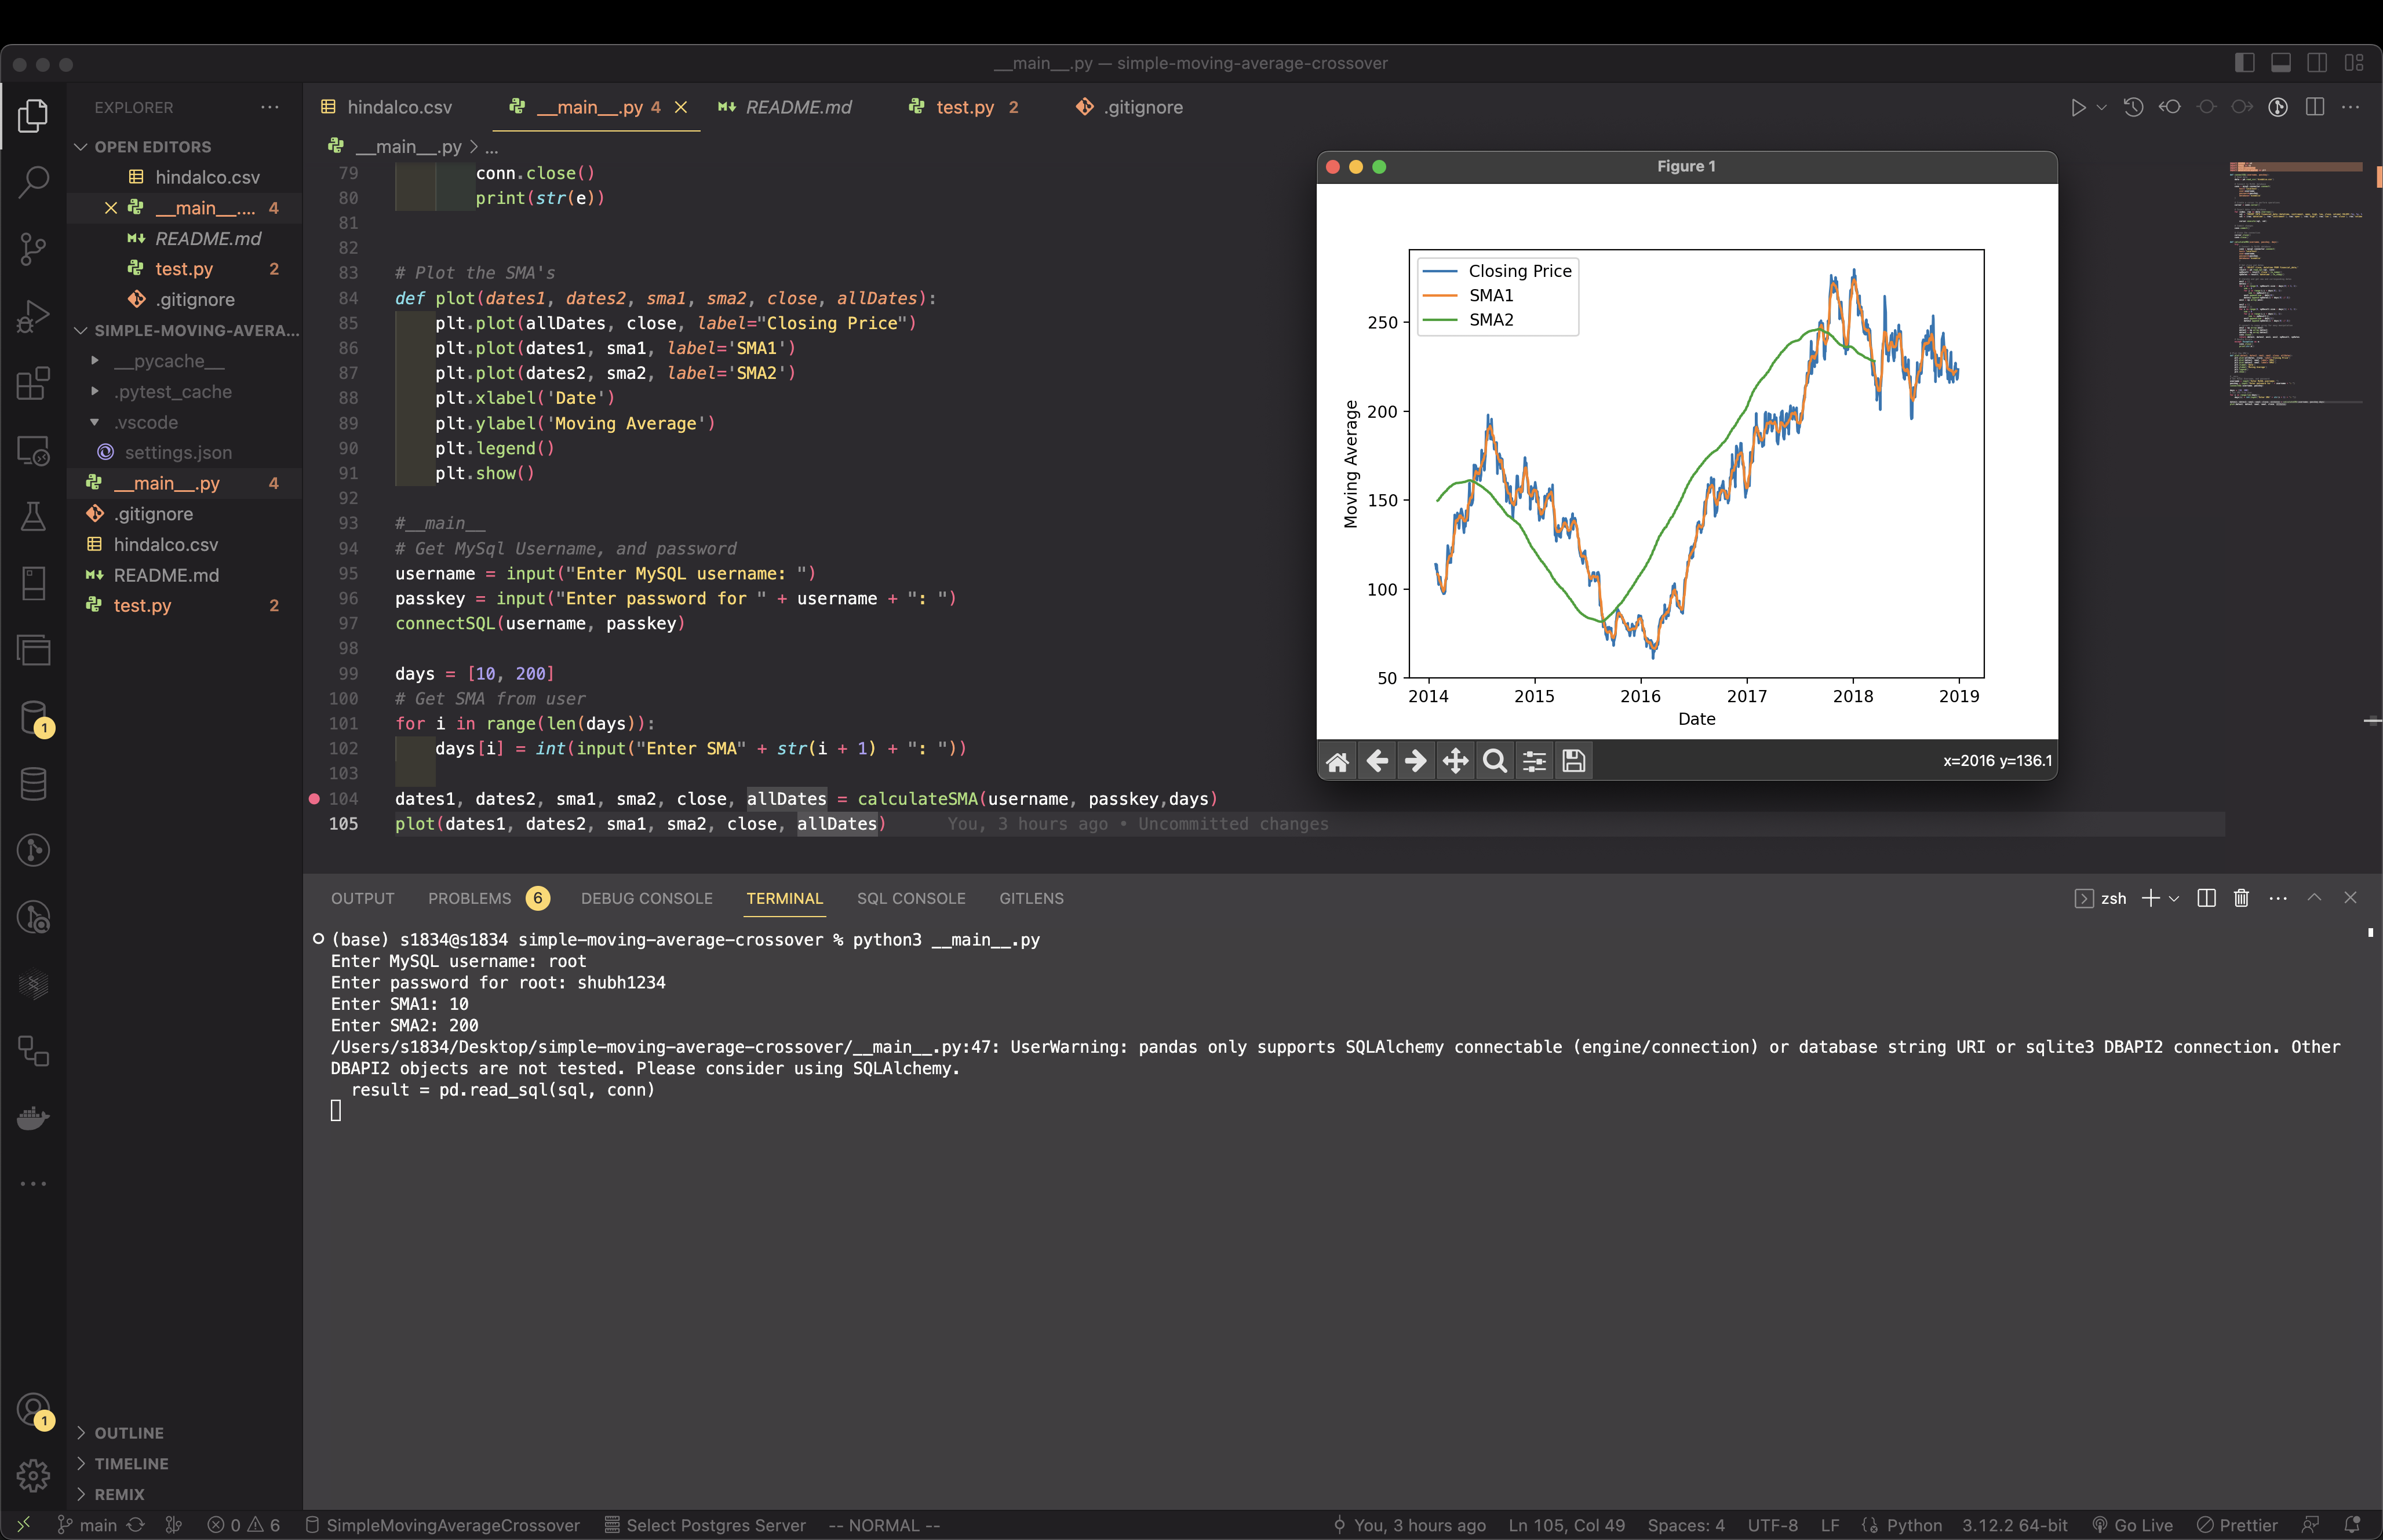 __main__.py — simple-moving-average-crossover
EXPLORER
hindalco.csv
__main__.py 4
README.md
test.py 2
.gitignore
OPEN EDITORS
hindalco.csv
__main__.... 4
README.md
test.py 2
.gitignore
SIMPLE-MOVING-AVERA...
__pycache__
.pytest_cache
.vscode
settings.json
__main__.py 4
.gitignore
hindalco.csv
README.md
test.py 2
OUTLINE
TIMELINE
REMIX
1
1
__main__.py > ...
79 conn.close()
80 print(str(e))
81
82
83 # Plot the SMA's
84 def plot(dates1, dates2, sma1, sma2, close, allDates):
85 plt.plot(allDates, close, label="Closing Price")
86 plt.plot(dates1, sma1, label='SMA1')
87 plt.plot(dates2, sma2, label='SMA2')
88 plt.xlabel('Date')
89 plt.ylabel('Moving Average')
90 plt.legend()
91 plt.show()
92
93 #__main__
94 # Get MySql Username, and password
95 username = input("Enter MySQL username: ")
96 passkey = input("Enter password for " + username + ": ")
97 connectSQL(username, passkey)
98
99 days = [10, 200]
100 # Get SMA from user
101 for i in range(len(days)):
102 days[i] = int(input("Enter SMA" + str(i + 1) + ": "))
103
104 dates1, dates2, sma1, sma2, close, allDates = calculateSMA(username, passkey,days)
105 plot(dates1, dates2, sma1, sma2, close, allDates) You, 3 hours ago • Uncommitted changes
Figure 1
Closing Price
SMA1
SMA2
Moving Average
250
200
150
100
50
2014 2015 2016 2017 2018 2019
Date
x=2016 y=136.1
OUTPUT PROBLEMS 6 DEBUG CONSOLE TERMINAL SQL CONSOLE GITLENS
zsh
(base) s1834@s1834 simple-moving-average-crossover % python3 __main__.py
Enter MySQL username: root
Enter password for root: shubh1234
Enter SMA1: 10
Enter SMA2: 200
/Users/s1834/Desktop/simple-moving-average-crossover/__main__.py:47: UserWarning: pandas only supports SQLAlchemy connectable (engine/connection) or database string URI or sqlite3 DBAPI2 connection. Other
DBAPI2 objects are not tested. Please consider using SQLAlchemy.
result = pd.read_sql(sql, conn)
main 0 6 SimpleMovingAverageCrossover Select Postgres Server -- NORMAL -- You, 3 hours ago Ln 105, Col 49 Spaces: 4 UTF-8 LF Python 3.12.2 64-bit Go Live Prettier